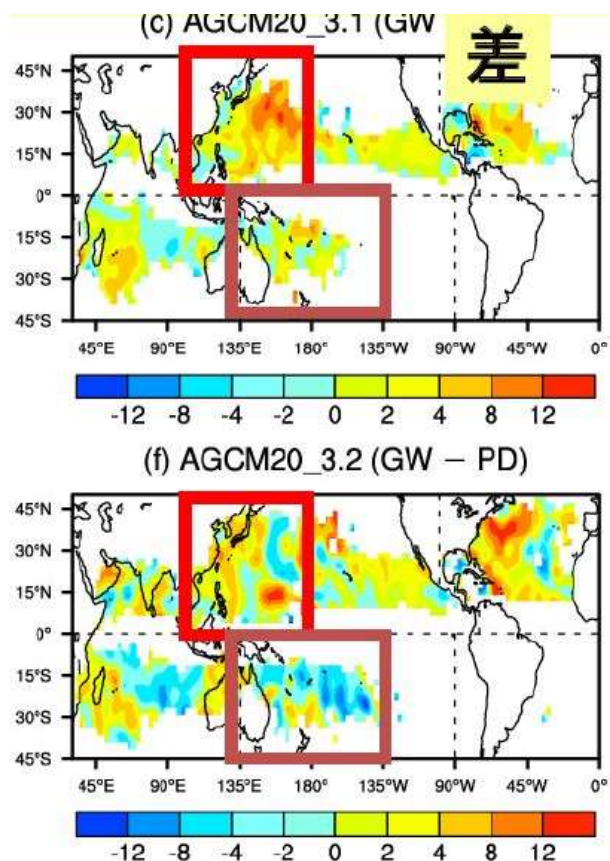 (c) AGCM20_3.1 (GW
差
45°N
30°N
15°N
0°
15°S
30°S
45°S
45°E 90°E 135°E 180° 135°W 90°W 45°W 0°
-12 -8 -4 -2 0 2 4 8 12
(f) AGCM20_3.2 (GW − PD)
45°N
30°N
15°N
0°
15°S
30°S
45°S
45°E 90°E 135°E 180° 135°W 90°W 45°W 0°
-12 -8 -4 -2 0 2 4 8 12